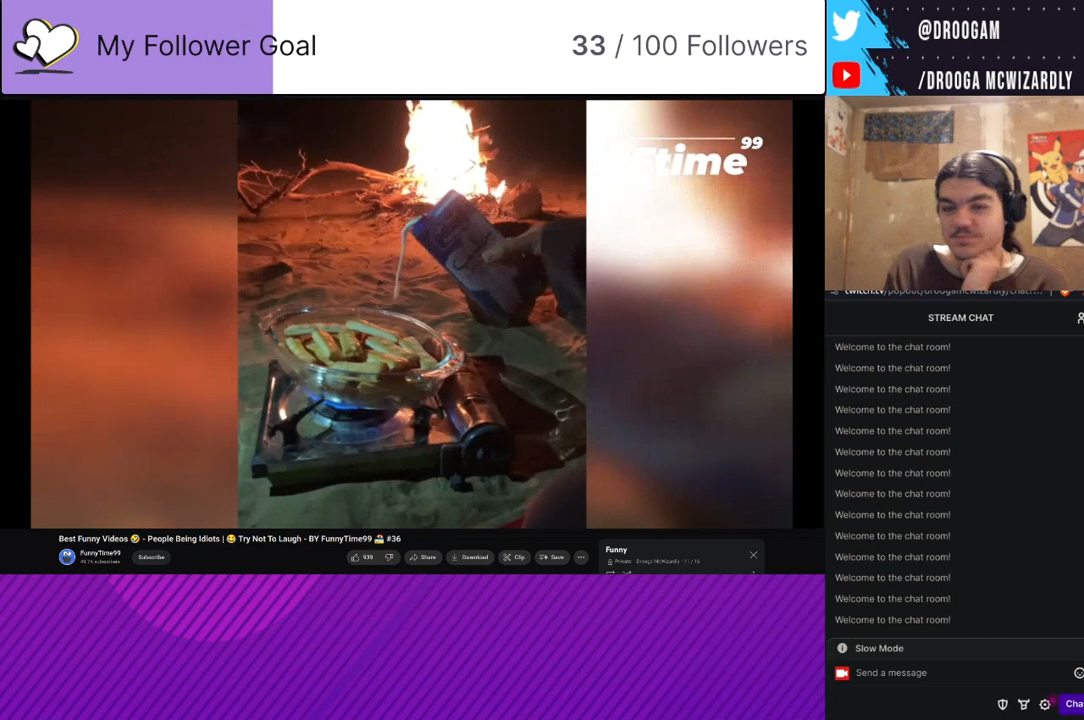 My Follower Goal
33 / 100 Followers
@DROOGAM
/DROOGA MCWIZARDLY
time 99
STREAM CHAT
Welcome to the chat room!
Welcome to the chat room!
Welcome to the chat room!
Welcome to the chat room!
Welcome to the chat room!
Welcome to the chat room!
Welcome to the chat room!
Welcome to the chat room!
Welcome to the chat room!
Welcome to the chat room!
Welcome to the chat room!
Welcome to the chat room!
Welcome to the chat room!
Welcome to the chat room!
Slow Mode
Send a message
Cha
Best Funny Videos 🤣 - People Being Idiots | 😂 Try Not To Laugh - BY FunnyTime99 🏖️ #36
FunnyTime99
Subscribe
939
Share
Download
Clip
Save
Funny
Private Drooga McWizardly - 11 / 15